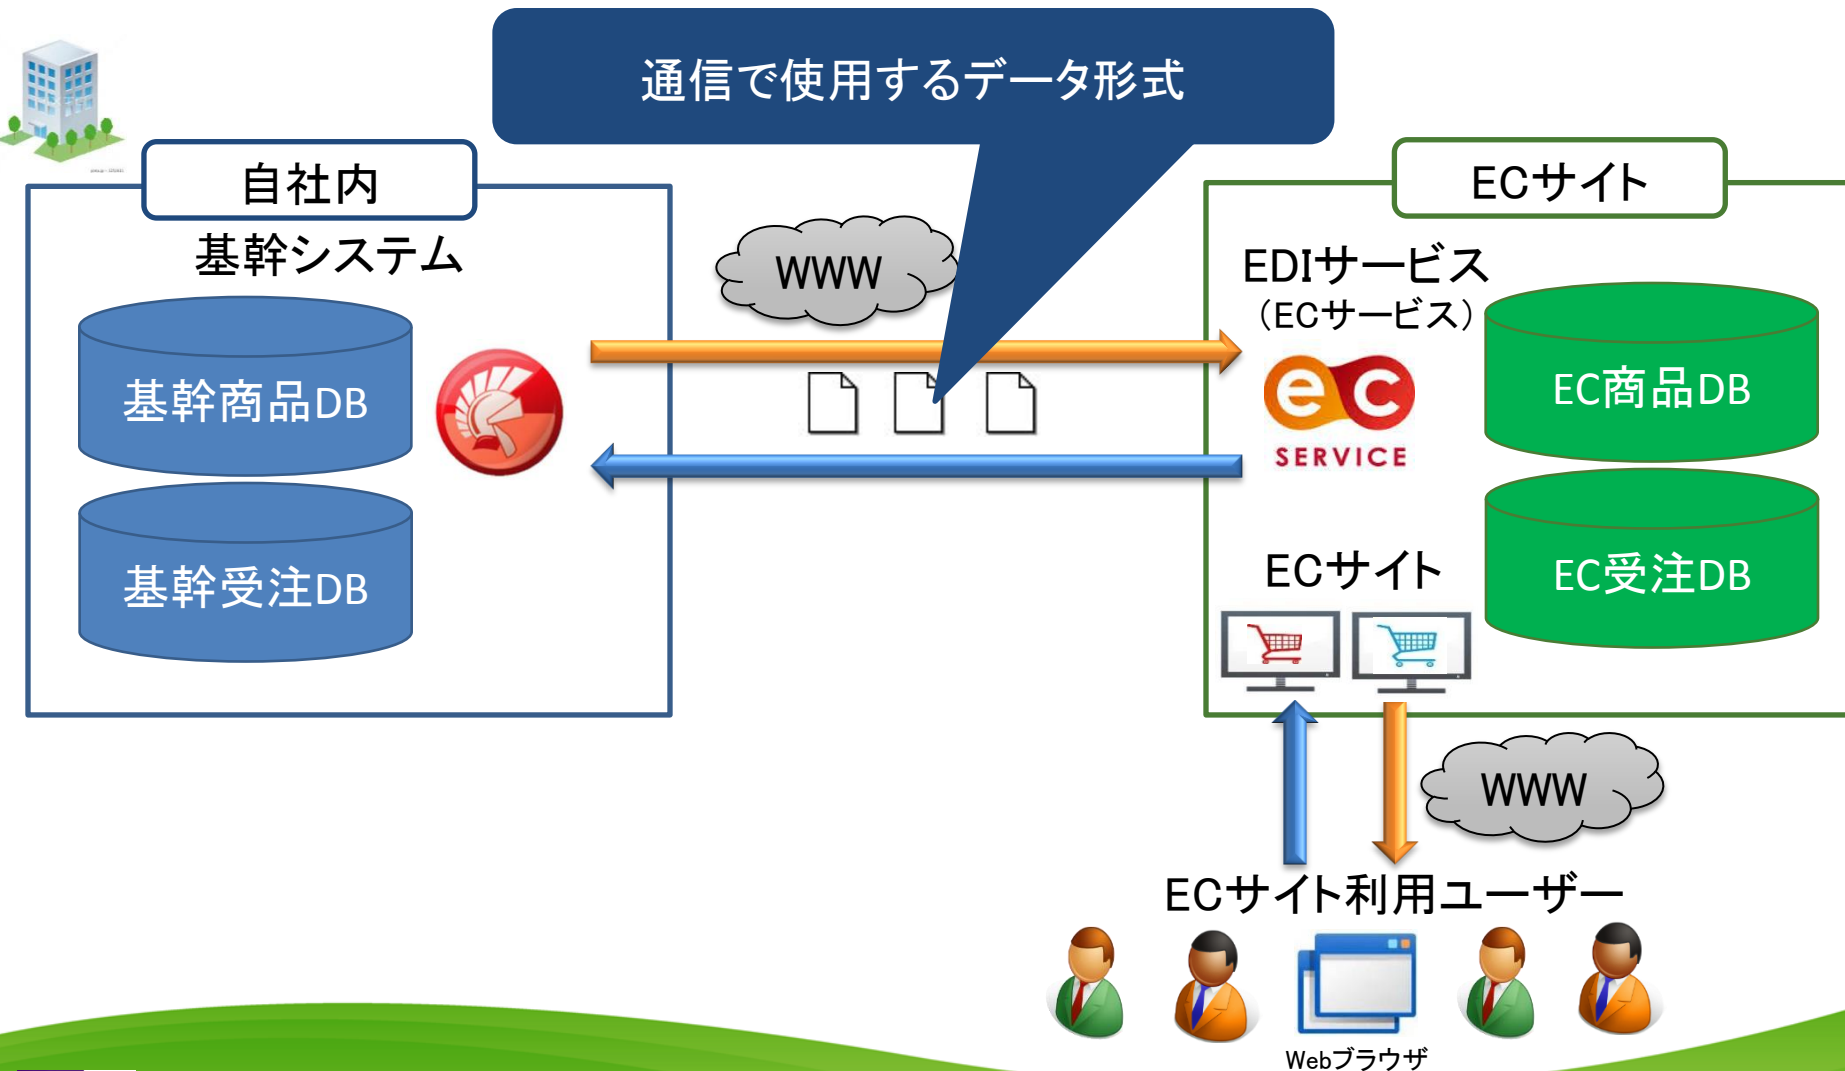 通信で使用するデータ形式
自社内
ECサイト
基幹システム
WWW
EDIサービス
（ECサービス）
基幹商品DB
ec
SERVICE
EC商品DB
基幹受注DB
ECサイト
EC受注DB
WWW
ECサイト利用ユーザー
Webブラウザ